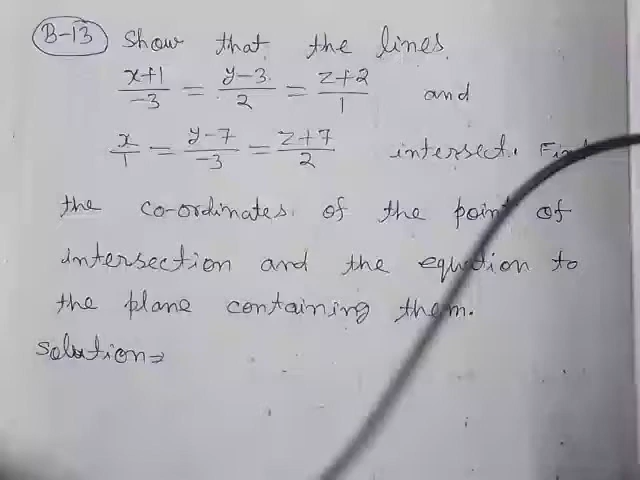 B-13 Show that the lines
x+1/-3 = y-3/2 = z+2/1 and
x/1 = y-7/-3 = z+7/2 intersect. Find
the co-ordinates of the point of
intersection and the equation to
the plane containing them.
Solution⇒